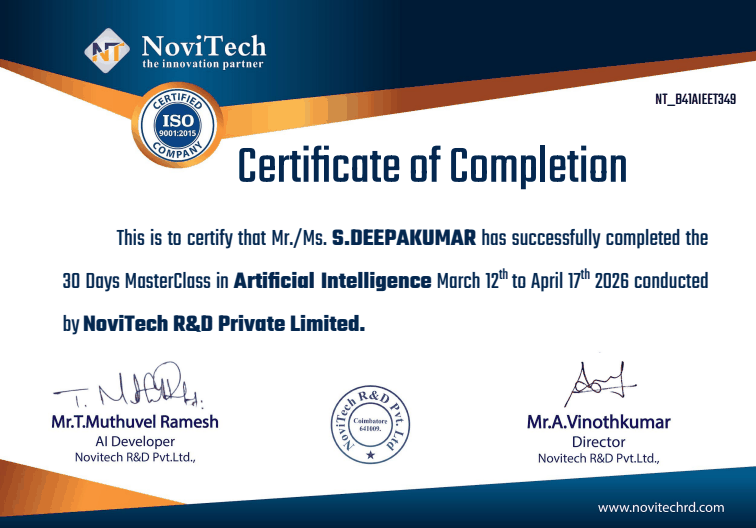 NT
NoviTech
the innovation partner
NT_B41AIEET349
CERTIFIED
ISO
9001:2015
COMPANY
Certificate of Completion
This is to certify that Mr./Ms. S.DEEPAKUMAR has successfully completed the
30 Days MasterClass in Artificial Intelligence March 12th to April 17th 2026 conducted
by NoviTech R&D Private Limited.
Mr.T.Muthuvel Ramesh
AI Developer
Novitech R&D Pvt.Ltd.,
NoviTech R&D Pvt. Ltd
Coimbatore
641009.
Mr.A.Vinothkumar
Director
Novitech R&D Pvt.Ltd.,
www.novitechrd.com